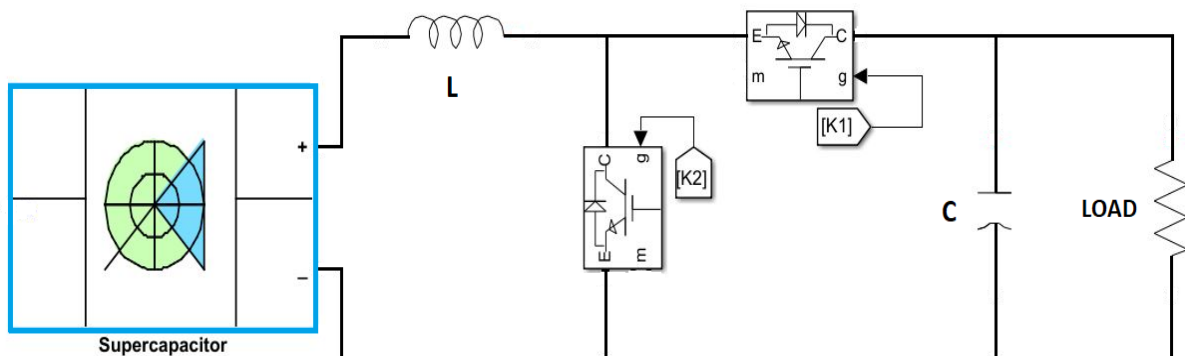 L
E
C
m
g
[K1]
C
g
[K2]
E
m
+
–
C
LOAD
Supercapacitor